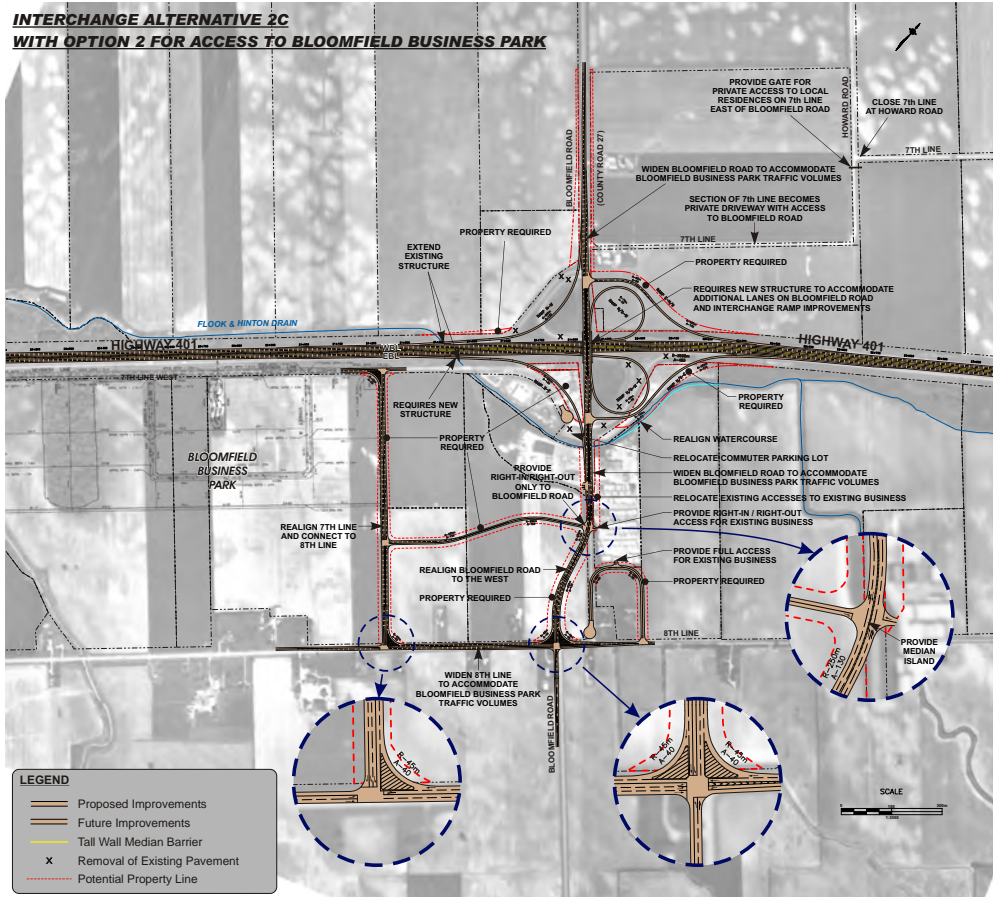 INTERCHANGE ALTERNATIVE 2C
WITH OPTION 2 FOR ACCESS TO BLOOMFIELD BUSINESS PARK
PROVIDE GATE FOR
PRIVATE ACCESS TO LOCAL
RESIDENCES ON 7th LINE
EAST OF BLOOMFIELD ROAD
HOWARD ROAD
CLOSE 7th LINE
AT HOWARD ROAD
7TH LINE
BLOOMFIELD ROAD
(COUNTY ROAD 27)
WIDEN BLOOMFIELD ROAD TO ACCOMMODATE
BLOOMFIELD BUSINESS PARK TRAFFIC VOLUMES
SECTION OF 7th LINE BECOMES
PRIVATE DRIVEWAY WITH ACCESS
TO BLOOMFIELD ROAD
7TH LINE
PROPERTY REQUIRED
EXTEND
EXISTING
STRUCTURE
PROPERTY REQUIRED
REQUIRES NEW STRUCTURE TO ACCOMMODATE
ADDITIONAL LANES ON BLOOMFIELD ROAD
AND INTERCHANGE RAMP IMPROVEMENTS
FLOOK & HINTON DRAIN
HIGHWAY 401
WBL
EBL
HIGHWAY 401
7TH LINE WEST
REQUIRES NEW
STRUCTURE
PROPERTY
REQUIRED
PROPERTY
REQUIRED
REALIGN WATERCOURSE
RELOCATE COMMUTER PARKING LOT
BLOOMFIELD
BUSINESS
PARK
PROVIDE
RIGHT-IN/RIGHT-OUT
ONLY TO
BLOOMFIELD ROAD
WIDEN BLOOMFIELD ROAD TO ACCOMMODATE
BLOOMFIELD BUSINESS PARK TRAFFIC VOLUMES
RELOCATE EXISTING ACCESSES TO EXISTING BUSINESS
PROVIDE RIGHT-IN / RIGHT-OUT
ACCESS FOR EXISTING BUSINESS
REALIGN 7TH LINE
AND CONNECT TO
8TH LINE
PROVIDE FULL ACCESS
FOR EXISTING BUSINESS
REALIGN BLOOMFIELD ROAD
TO THE WEST
PROPERTY REQUIRED
PROPERTY REQUIRED
8TH LINE
PROVIDE
MEDIAN
ISLAND
R-250m
A-130
WIDEN 8TH LINE
TO ACCOMMODATE
BLOOMFIELD BUSINESS PARK
TRAFFIC VOLUMES
BLOOMFIELD ROAD
R-45m
A-40
R-45m
A-40
R-45m
A-40
LEGEND
Proposed Improvements
Future Improvements
Tall Wall Median Barrier
x Removal of Existing Pavement
Potential Property Line
SCALE